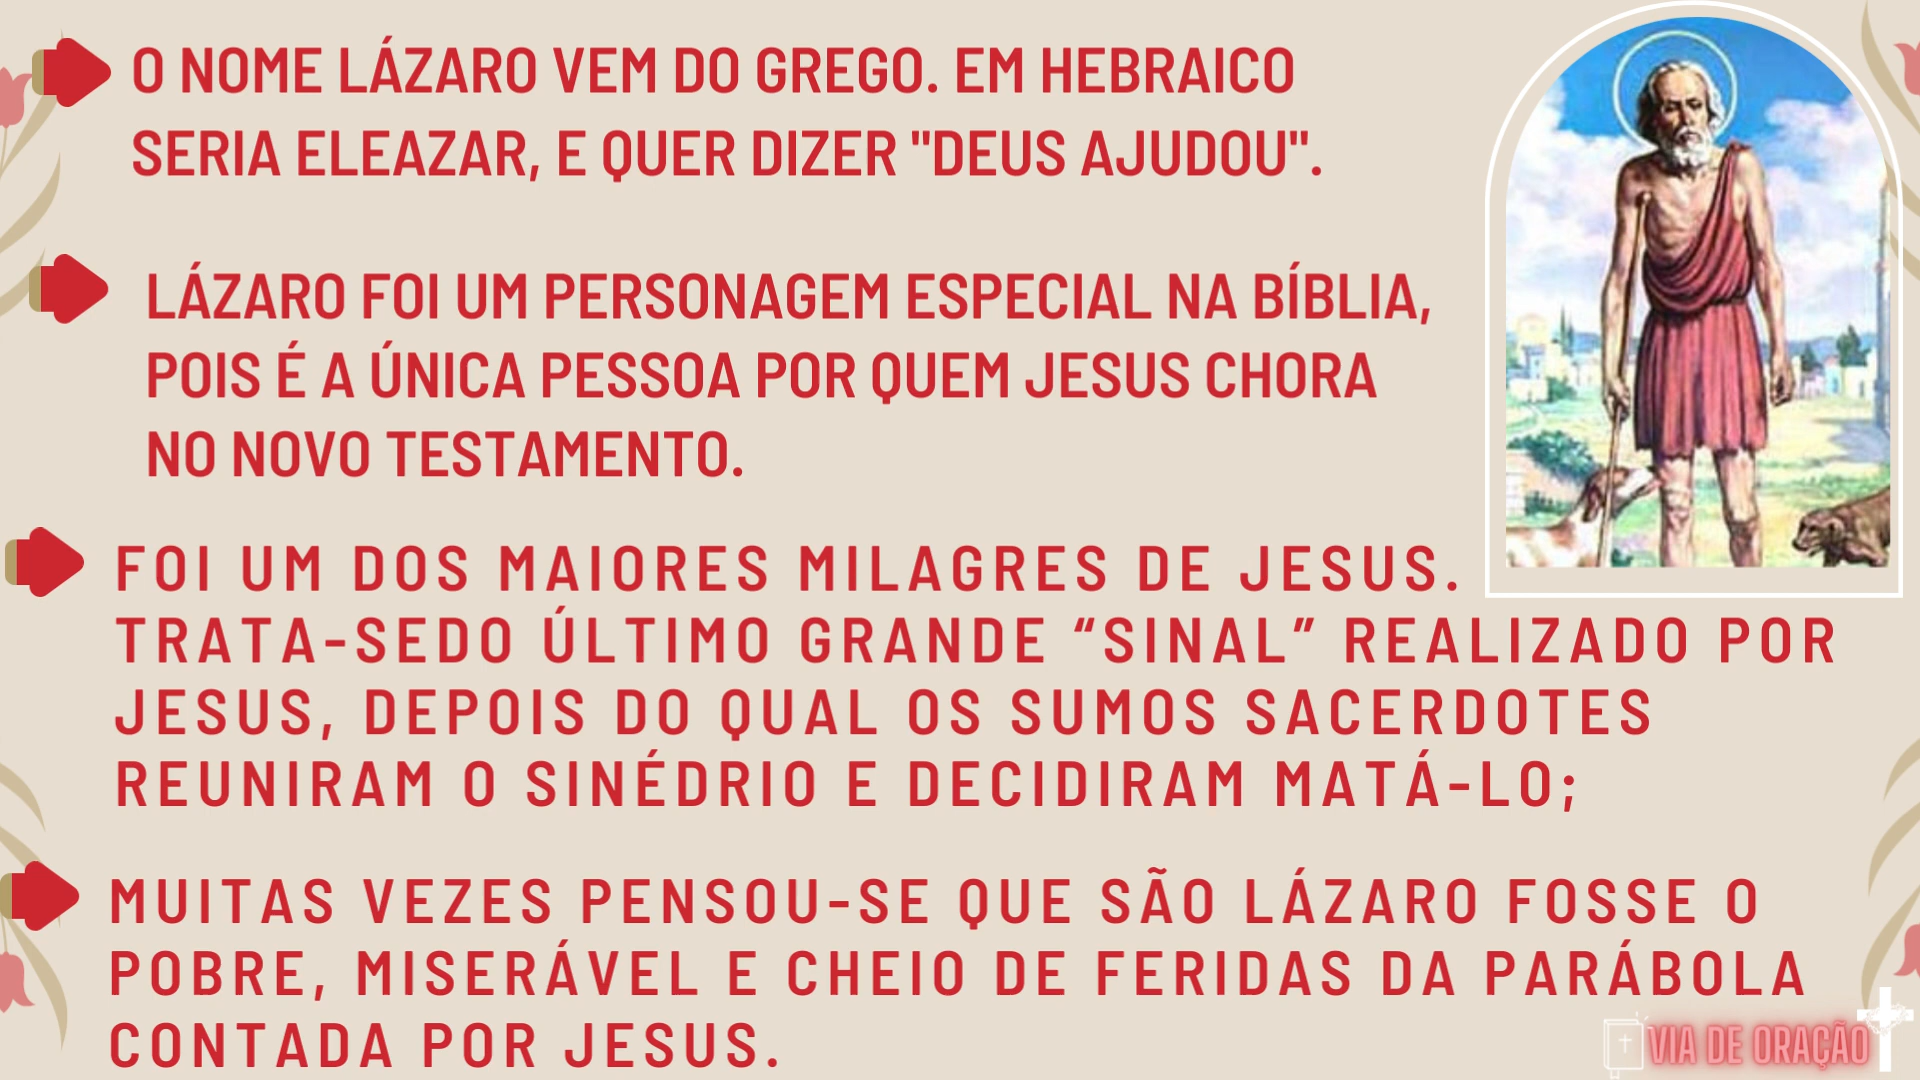 O NOME LÁZARO VEM DO GREGO. EM HEBRAICO
SERIA ELEAZAR, E QUER DIZER "DEUS AJUDOU".
LÁZARO FOI UM PERSONAGEM ESPECIAL NA BÍBLIA,
POIS É A ÚNICA PESSOA POR QUEM JESUS CHORA
NO NOVO TESTAMENTO.
FOI UM DOS MAIORES MILAGRES DE JESUS.
TRATA-SEDO ÚLTIMO GRANDE “SINAL” REALIZADO POR
JESUS, DEPOIS DO QUAL OS SUMOS SACERDOTES
REUNIRAM O SINÉDRIO E DECIDIRAM MATÁ-LO;
MUITAS VEZES PENSOU-SE QUE SÃO LÁZARO FOSSE O
POBRE, MISERÁVEL E CHEIO DE FERIDAS DA PARÁBOLA
CONTADA POR JESUS.
VIA DE ORAÇÃO